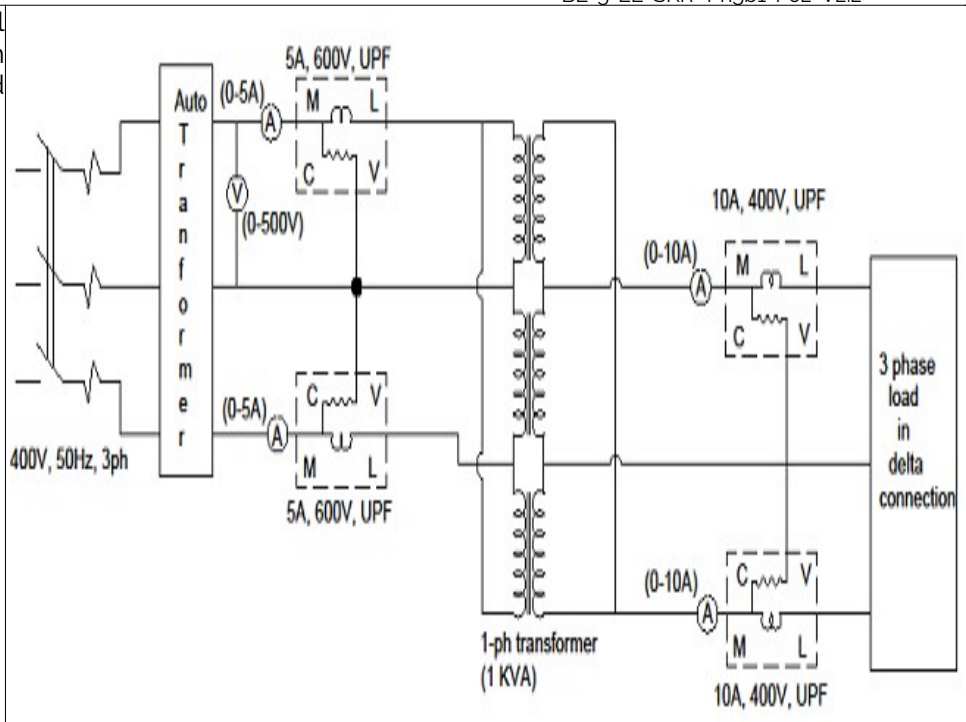 5A, 600V, UPF
(0-5A)
A
M L
C V
Auto
T
r
a
n
f
o
r
m
e
r
V
(0-500V)
10A, 400V, UPF
(0-10A)
A
M L
C V
3 phase
load
in
delta
connection
(0-5A)
A
C V
M L
5A, 600V, UPF
400V, 50Hz, 3ph
(0-10A)
A
C V
M L
10A, 400V, UPF
1-ph transformer
(1 KVA)